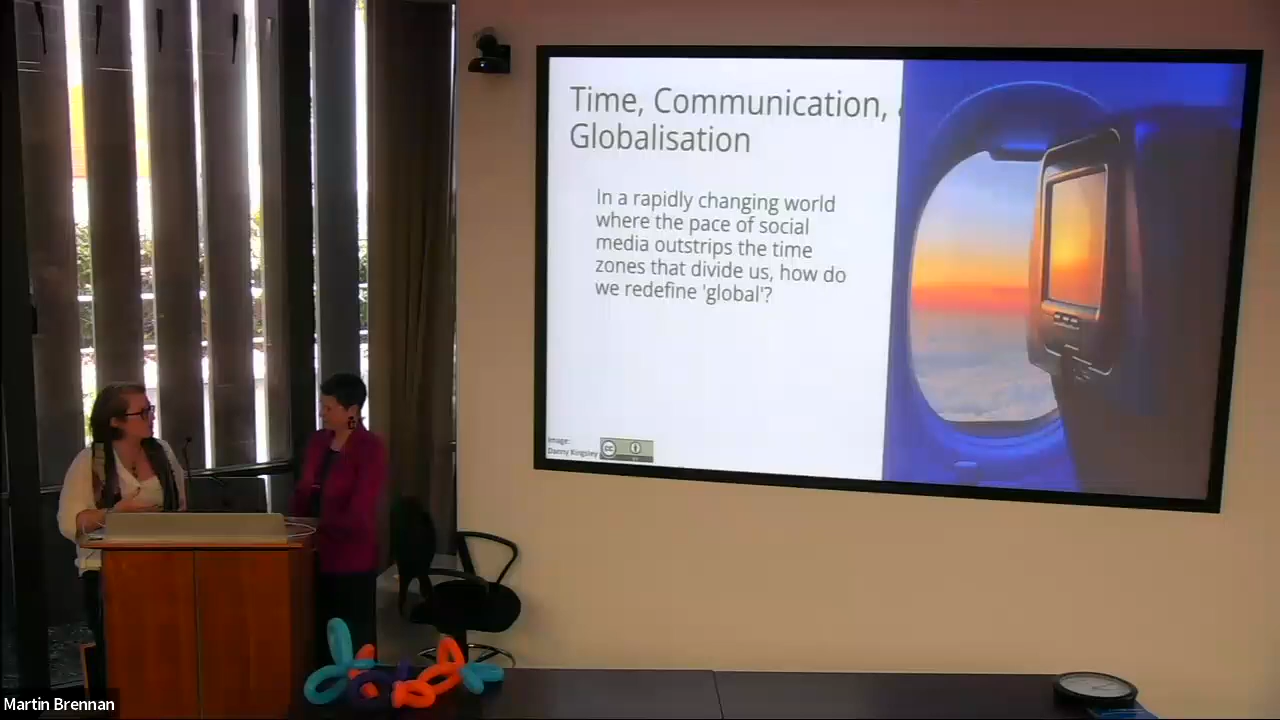 Time, Communication,
Globalisation
In a rapidly changing world
where the pace of social
media outstrips the time
zones that divide us, how do
we redefine 'global'?
Image:
Danny Kingsley
cc
Martin Brennan